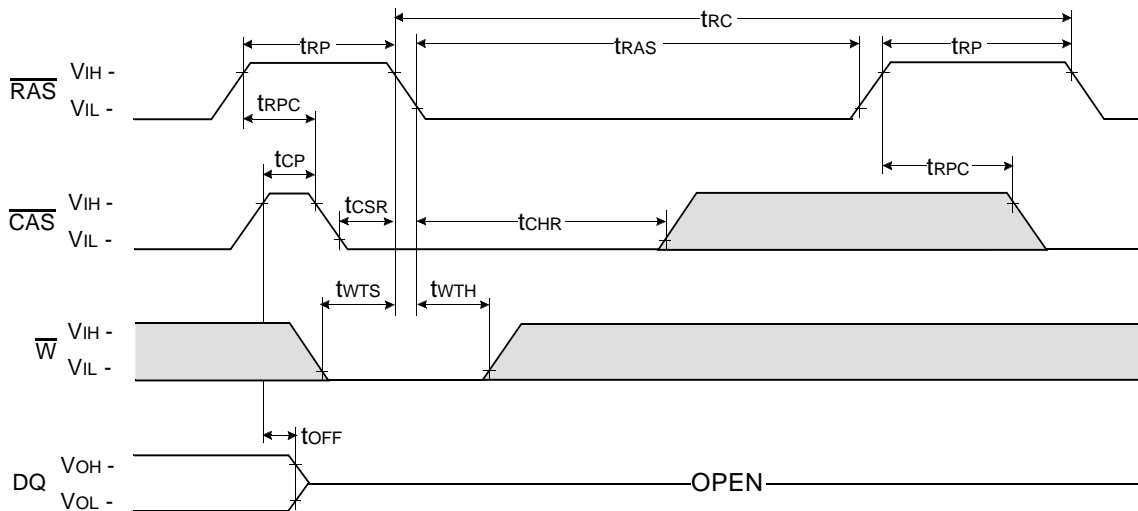 tRC
tRP tRAS tRP
RAS VIH -
VIL -
tRPC
tCP tRPC
CAS VIH -
tCSR tCHR
VIL -
tWTS tWTH
W VIH -
VIL -
tOFF
DQ VOH -
OPEN
VOL -